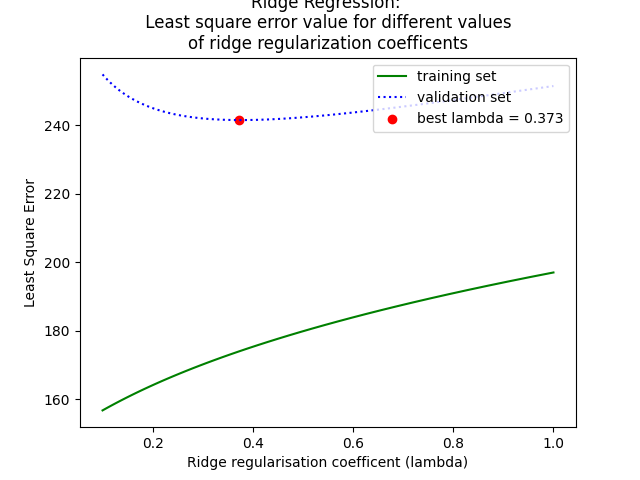 Ridge Regression:
Least square error value for different values
of ridge regularization coefficents
training set
validation set
best lambda = 0.373
Least Square Error
240
220
200
180
160
0.2 0.4 0.6 0.8 1.0
Ridge regularisation coefficent (lambda)